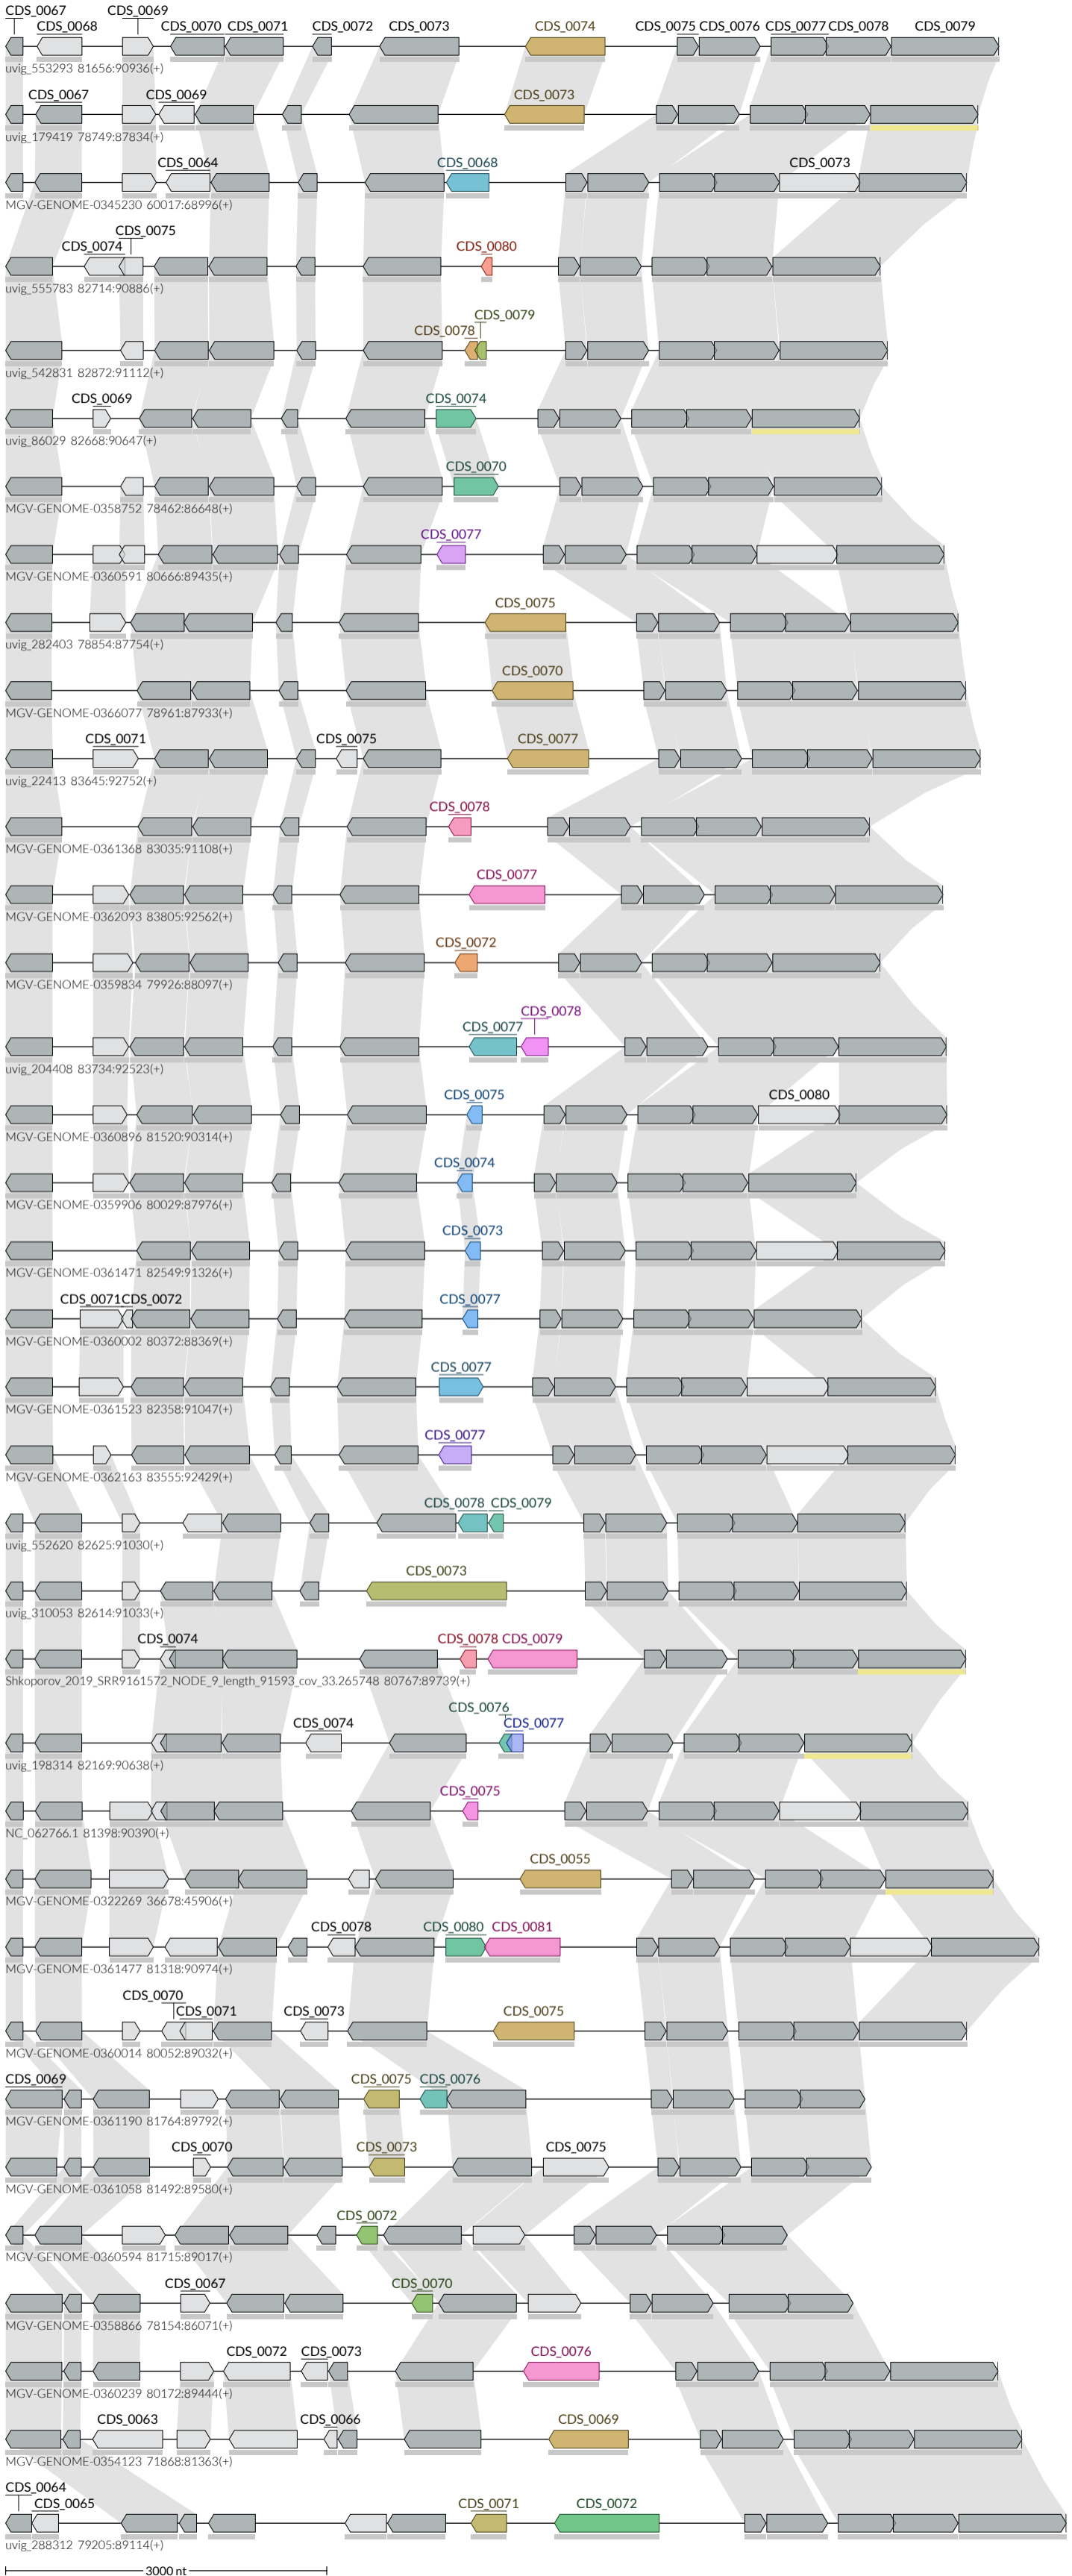 CDS_0067 CDS_0069
CDS_0068 CDS_0070 CDS_0071 CDS_0072 CDS_0073 CDS_0074 CDS_0075 CDS_0076 CDS_0077 CDS_0078 CDS_0079
uvig_553293 81656:90936(+)
CDS_0067 CDS_0069 CDS_0073
uvig_179419 78749:87834(+)
CDS_0064 CDS_0068 CDS_0073
MGV-GENOME-0345230 60017:68996(+)
CDS_0075
CDS_0074 CDS_0080
uvig_555783 82714:90886(+)
CDS_0079
CDS_0078
uvig_542831 82872:91112(+)
CDS_0069 CDS_0074
uvig_86029 82668:90647(+)
CDS_0070
MGV-GENOME-0358752 78462:86648(+)
CDS_0077
MGV-GENOME-0360591 80666:89435(+)
CDS_0075
uvig_282403 78854:87754(+)
CDS_0070
MGV-GENOME-0366077 78961:87933(+)
CDS_0071 CDS_0075 CDS_0077
uvig_22413 83645:92752(+)
CDS_0078
MGV-GENOME-0361368 83035:91108(+)
CDS_0077
MGV-GENOME-0362093 83805:92562(+)
CDS_0072
MGV-GENOME-0359834 79926:88097(+)
CDS_0078
CDS_0077
uvig_204408 83734:92523(+)
CDS_0075 CDS_0080
MGV-GENOME-0360896 81520:90314(+)
CDS_0074
MGV-GENOME-0359906 80029:87976(+)
CDS_0073
MGV-GENOME-0361471 82549:91326(+)
CDS_0071 CDS_0072 CDS_0077
MGV-GENOME-0360002 80372:88369(+)
CDS_0077
MGV-GENOME-0361523 82358:91047(+)
CDS_0077
MGV-GENOME-0362163 83555:92429(+)
CDS_0078 CDS_0079
uvig_552620 82625:91030(+)
CDS_0073
uvig_310053 82614:91033(+)
CDS_0074 CDS_0078 CDS_0079
Shkoporov_2019_SRR9161572_NODE_9_length_91593_cov_33.265748 80767:89739(+)
CDS_0076
CDS_0074 CDS_0077
uvig_198314 82169:90638(+)
CDS_0075
NC_062766.1 81398:90390(+)
CDS_0055
MGV-GENOME-0322269 36678:45906(+)
CDS_0078 CDS_0080 CDS_0081
MGV-GENOME-0361477 81318:90974(+)
CDS_0070
CDS_0071 CDS_0073 CDS_0075
MGV-GENOME-0360014 80052:89032(+)
CDS_0069 CDS_0075 CDS_0076
MGV-GENOME-0361190 81764:89792(+)
CDS_0070 CDS_0073 CDS_0075
MGV-GENOME-0361058 81492:89580(+)
CDS_0072
MGV-GENOME-0360594 81715:89017(+)
CDS_0067 CDS_0070
MGV-GENOME-0358866 78154:86071(+)
CDS_0072 CDS_0073 CDS_0076
MGV-GENOME-0360239 80172:89444(+)
CDS_0063 CDS_0066 CDS_0069
MGV-GENOME-0354123 71868:81363(+)
CDS_0064
CDS_0065 CDS_0071 CDS_0072
uvig_288312 79205:89114(+)
3000 nt